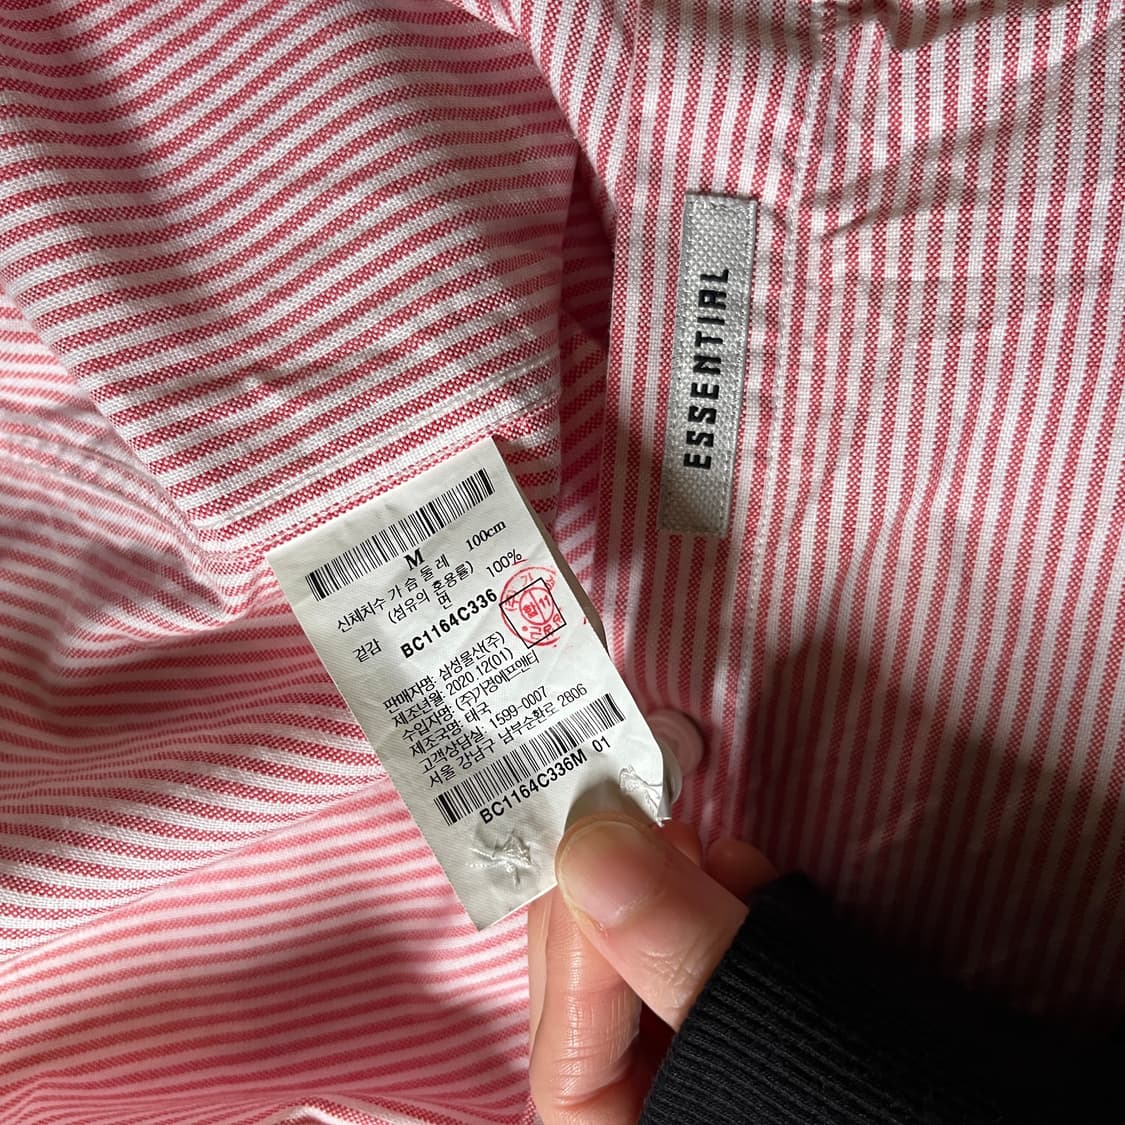 M
신체치수 가슴둘레 100cm
(섬유의 혼용률)
겉감 면 100%
BC1164C336
판매자명: 삼성물산(주)
제조년월: 2020.12(01)
수입자명: (주)가경에프앤티
제조국명: 태국
고객상담실: 1599-0007
서울 강남구 남부순환로 2806
BC1164C336M 01
ESSENTIAL